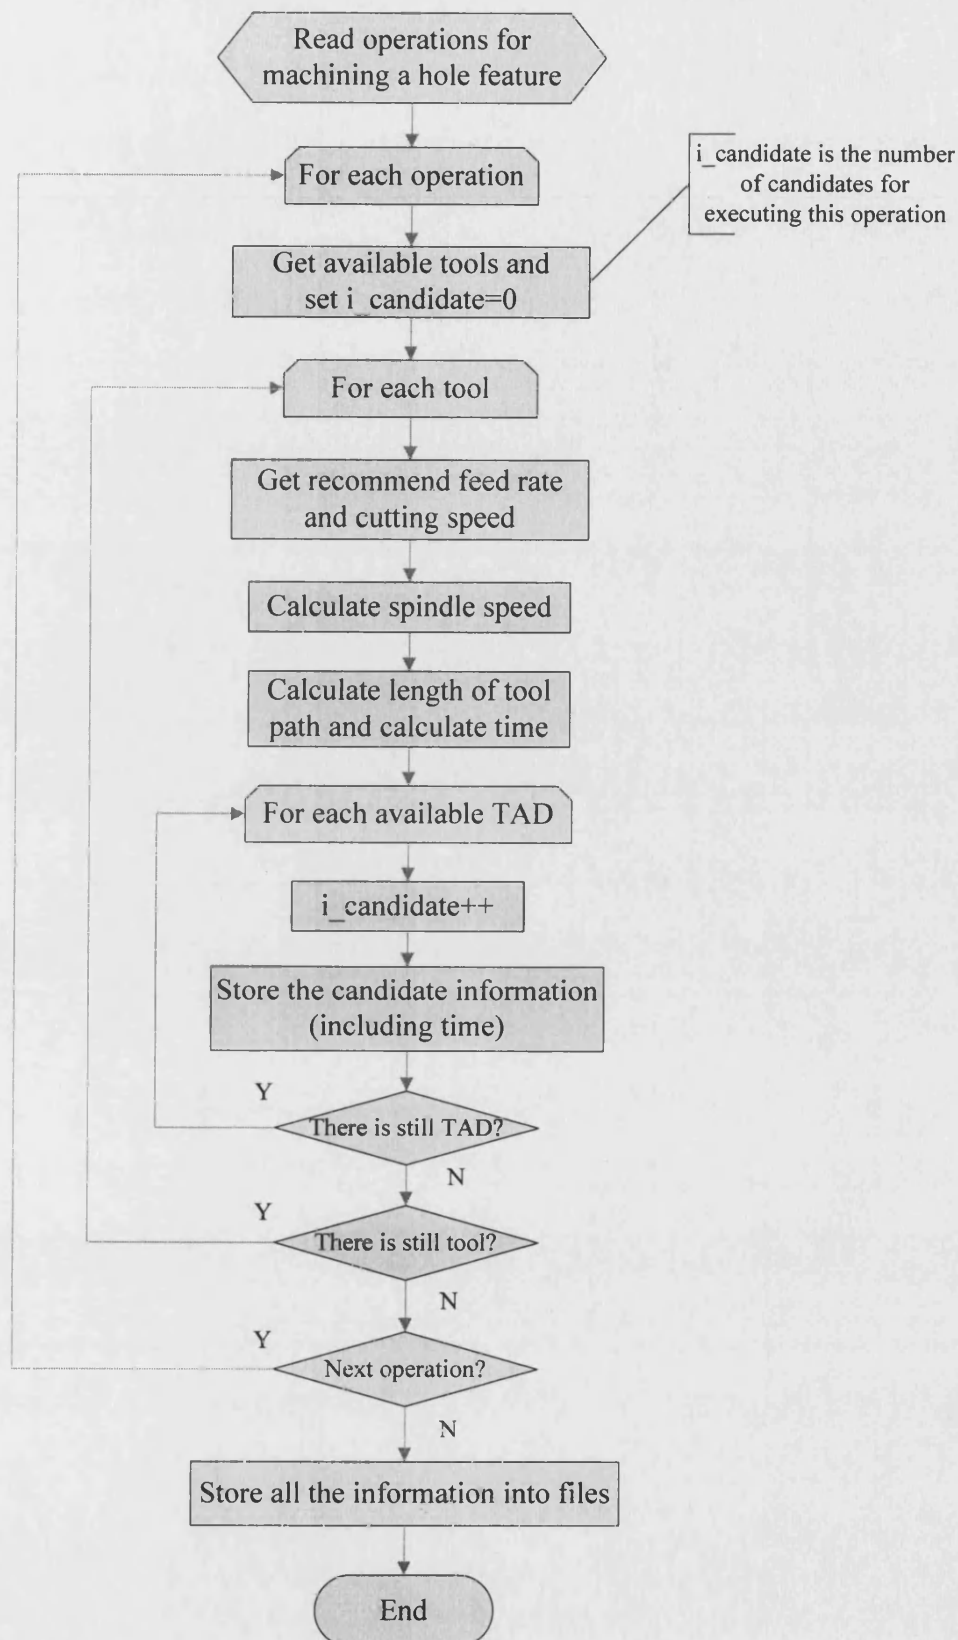 Read operations for
machining a hole feature
For each operation
i_candidate is the number
of candidates for
executing this operation
Get available tools and
set i_candidate=0
For each tool
Get recommend feed rate
and cutting speed
Calculate spindle speed
Calculate length of tool
path and calculate time
For each available TAD
i_candidate++
Store the candidate information
(including time)
Y
There is still TAD?
N
Y
There is still tool?
N
Y
Next operation?
N
Store all the information into files
End